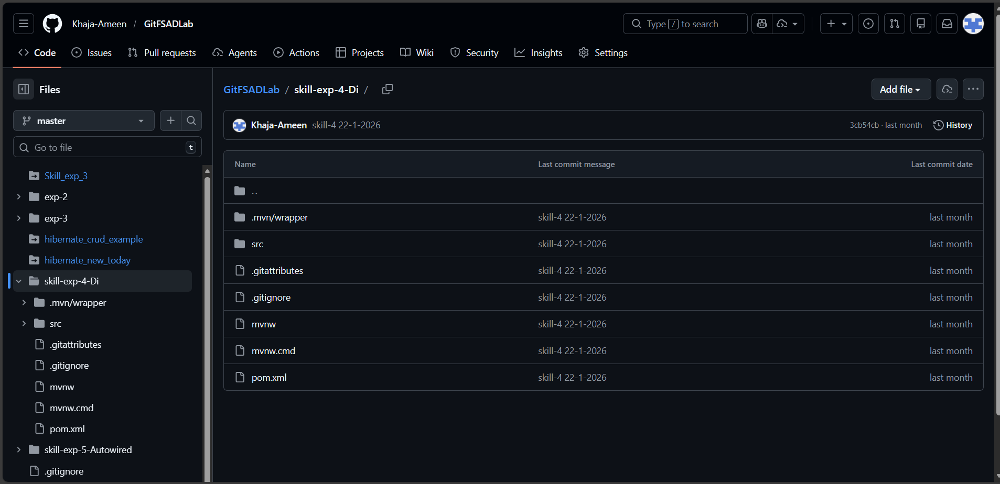 Khaja-Ameen / GitFSADLab
Type / to search
Code
Issues
Pull requests
Agents
Actions
Projects
Wiki
Security
Insights
Settings
Files
master
Go to file
t
Skill_exp_3
exp-2
exp-3
hibernate_crud_example
hibernate_new_today
skill-exp-4-Di
.mvn/wrapper
src
.gitattributes
.gitignore
mvnw
mvnw.cmd
pom.xml
skill-exp-5-Autowired
.gitignore
GitFSADLab / skill-exp-4-Di /
Add file
Khaja-Ameen skill-4 22-1-2026
3cb54cb · last month
History
Name Last commit message Last commit date
..
.mvn/wrapper skill-4 22-1-2026 last month
src skill-4 22-1-2026 last month
.gitattributes skill-4 22-1-2026 last month
.gitignore skill-4 22-1-2026 last month
mvnw skill-4 22-1-2026 last month
mvnw.cmd skill-4 22-1-2026 last month
pom.xml skill-4 22-1-2026 last month